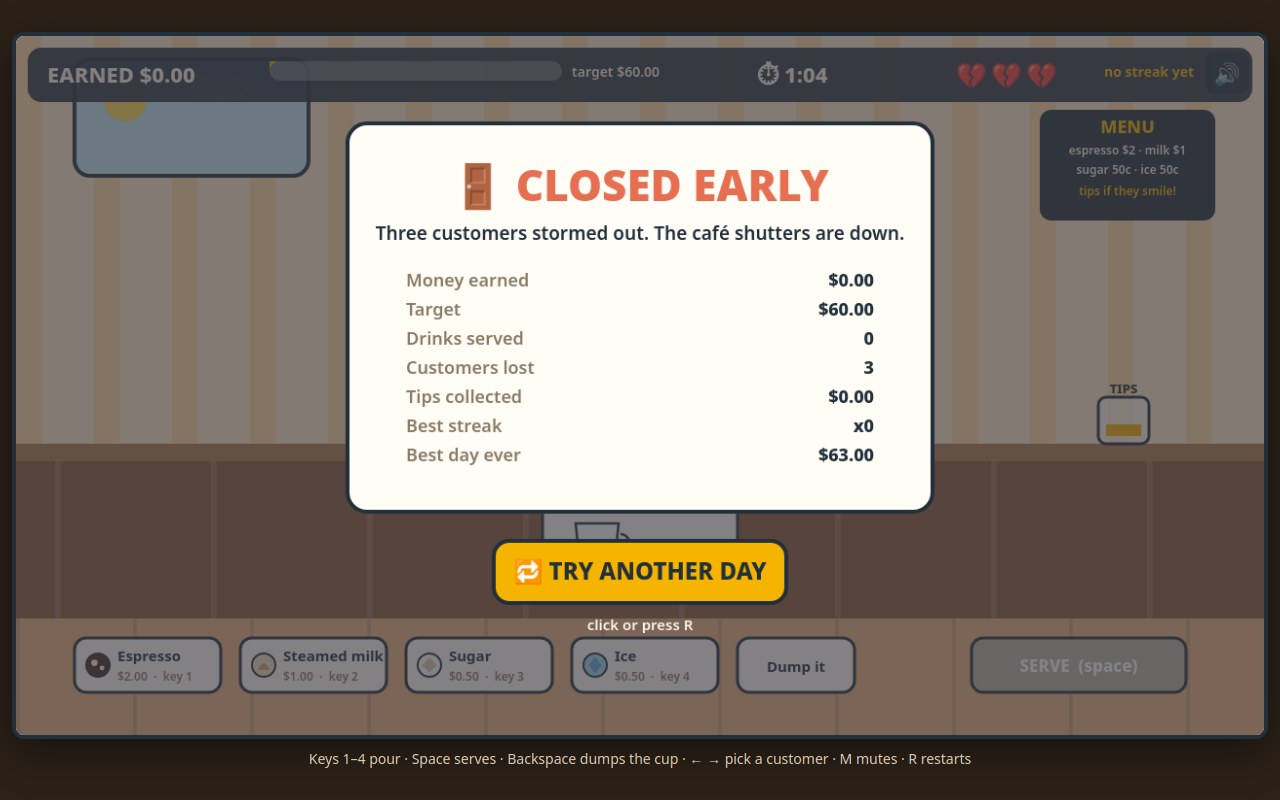 EARNED $0.00
target $60.00
1:04
no streak yet
MENU
espresso $2 · milk $1
sugar 50c · ice 50c
tips if they smile!
CLOSED EARLY
Three customers stormed out. The café shutters are down.
Money earned $0.00
Target $60.00
Drinks served 0
Customers lost 3
Tips collected $0.00
Best streak x0
Best day ever $63.00
TIPS
TRY ANOTHER DAY
click or press R
Espresso
$2.00 · key 1
Steamed milk
$1.00 · key 2
Sugar
$0.50 · key 3
Ice
$0.50 · key 4
Dump it
SERVE (space)
Keys 1–4 pour · Space serves · Backspace dumps the cup · ← → pick a customer · M mutes · R restarts